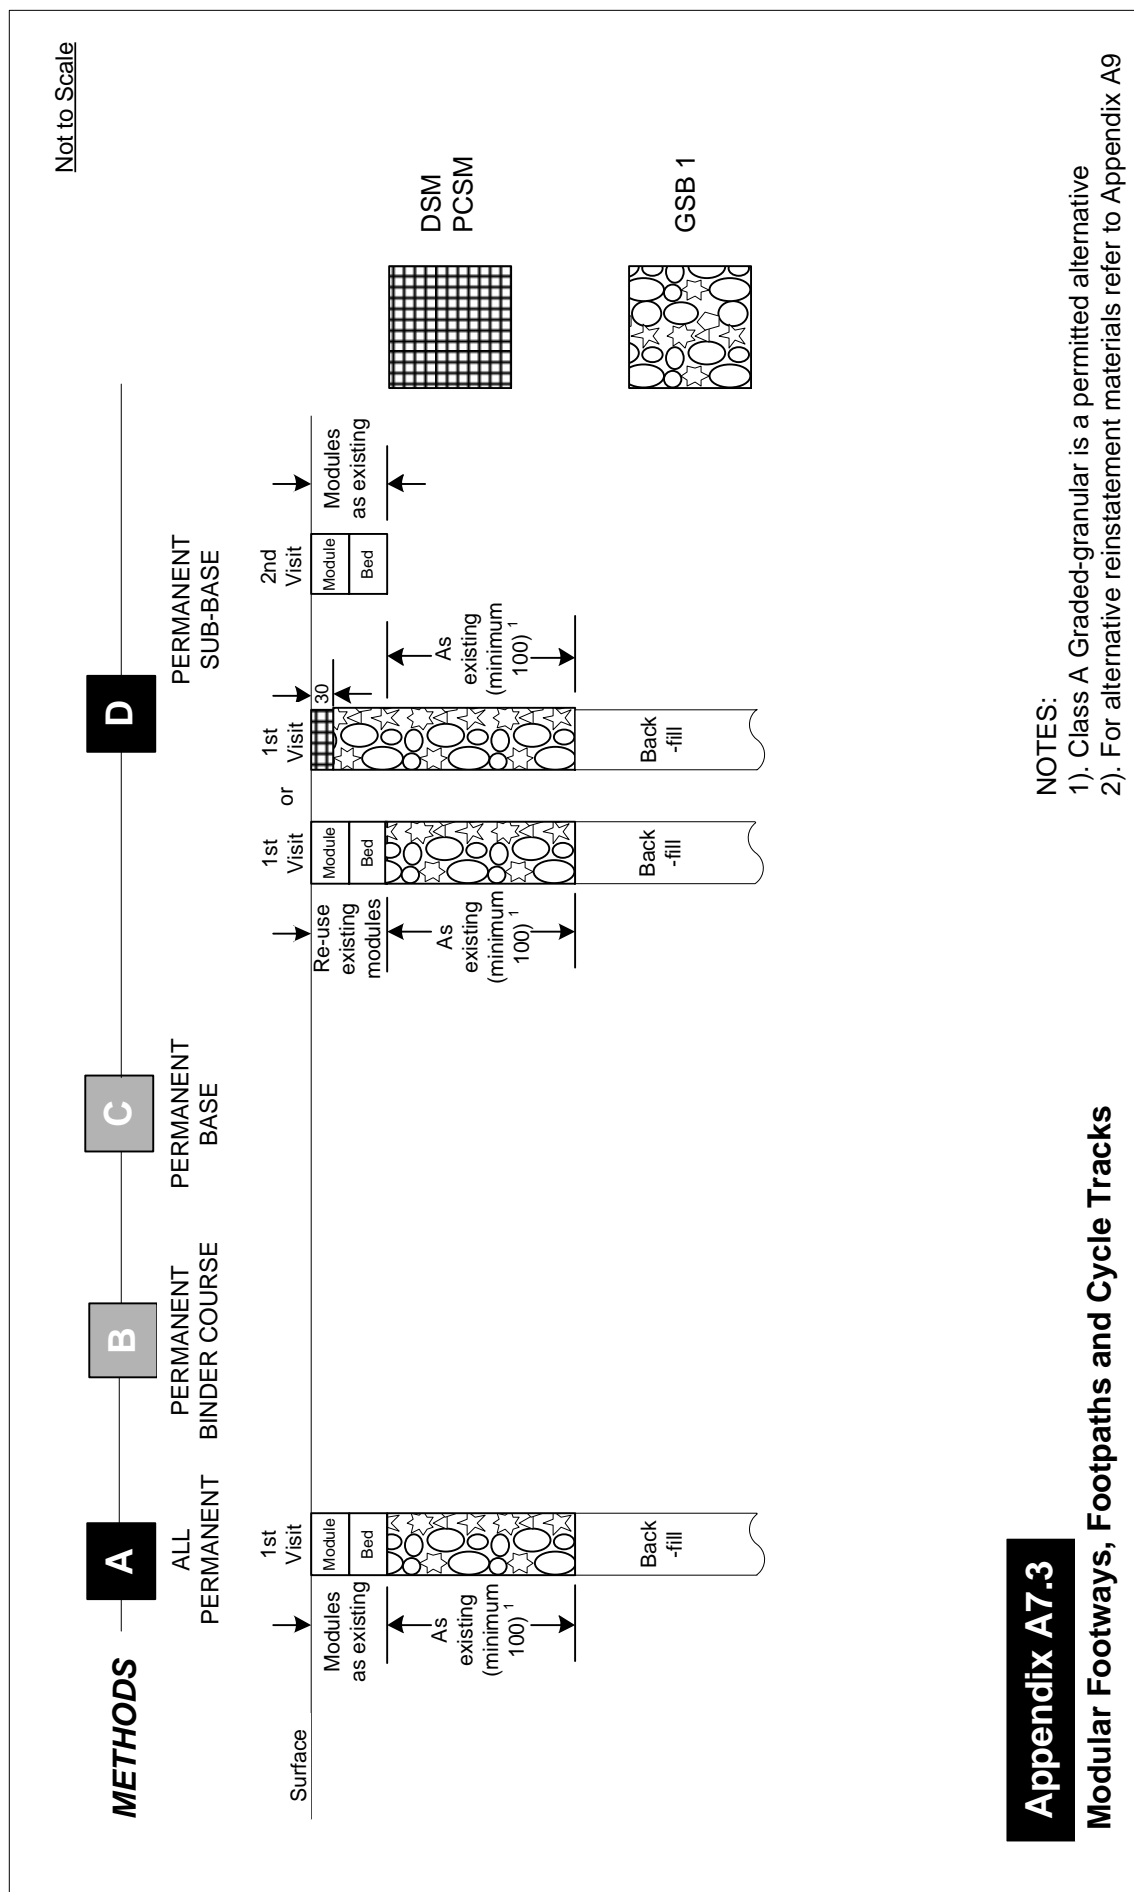 Not to Scale
METHODS
A
ALL
PERMANENT
B
PERMANENT
BINDER COURSE
C
PERMANENT
BASE
D
PERMANENT
SUB-BASE
Surface
Modules
as existing
As
existing
(minimum
100) 1
1st
Visit
Module
Bed
Back
-fill
Re-use
existing
modules
As
existing
(minimum
100) 1
1st
Visit
Module
Bed
Back
-fill
or
1st
Visit
30
Back
-fill
As
existing
(minimum
100) 1
2nd
Visit
Module
Bed
Modules
as existing
DSM
PCSM
GSB 1
NOTES:
1). Class A Graded-granular is a permitted alternative
2). For alternative reinstatement materials refer to Appendix A9
Appendix A7.3
Modular Footways, Footpaths and Cycle Tracks